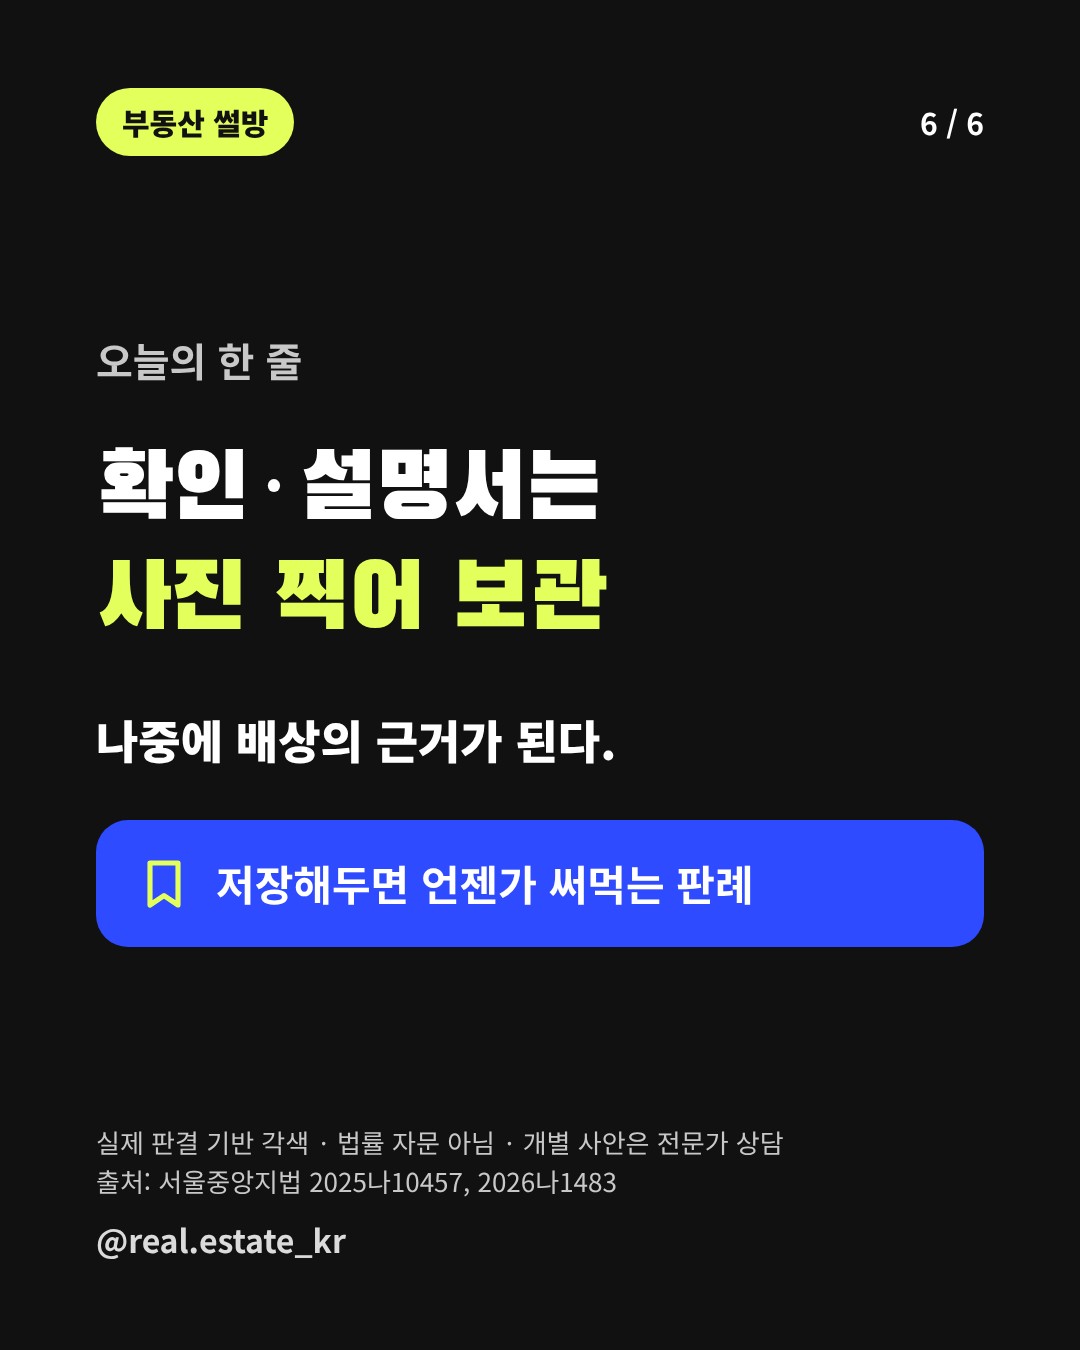 부동산 썰방
6 / 6
오늘의 한 줄
확인 · 설명서는
사진 찍어 보관
나중에 배상의 근거가 된다.
저장해두면 언젠가 써먹는 판례
실제 판결 기반 각색 · 법률 자문 아님 · 개별 사안은 전문가 상담
출처: 서울중앙지법 2025나10457, 2026나1483
@real.estate_kr